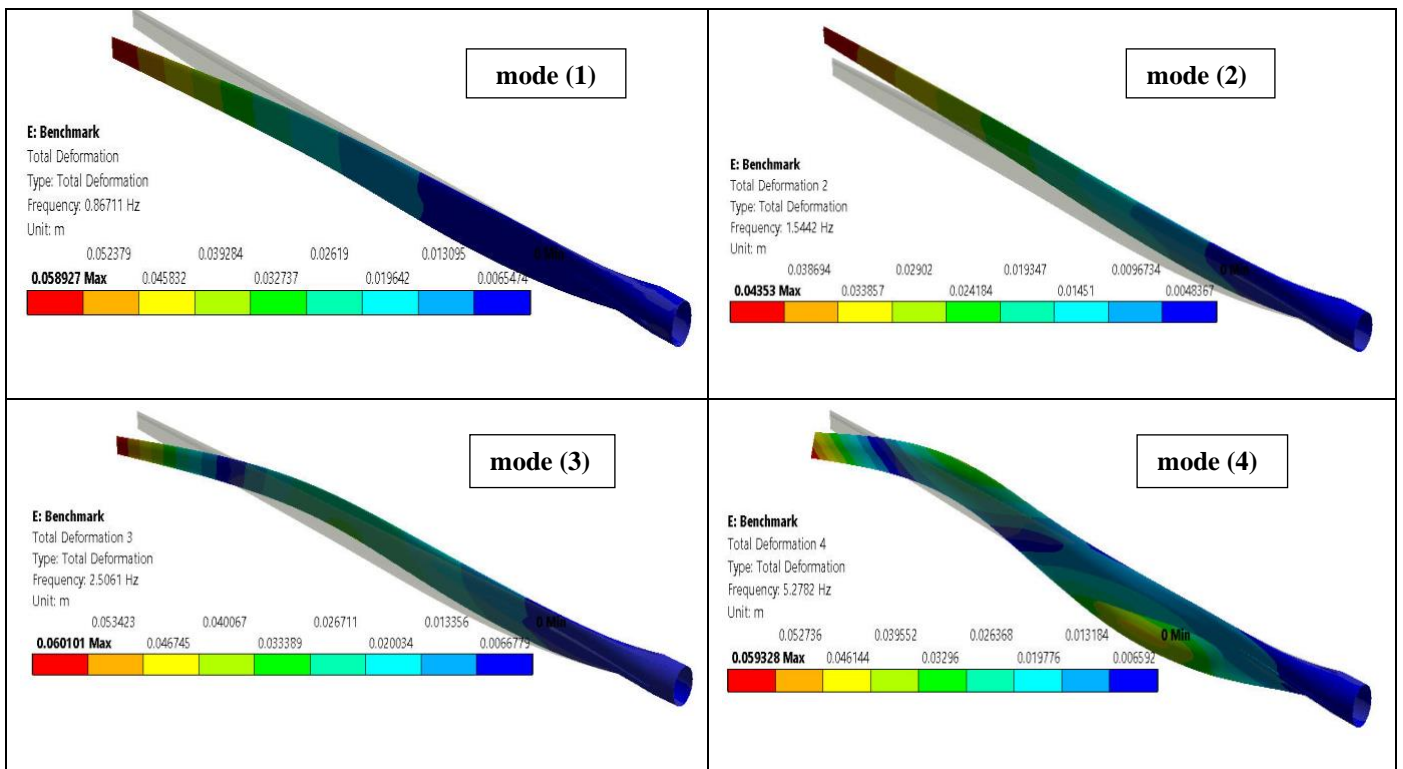 mode (1)
E: Benchmark
Total Deformation
Type: Total Deformation
Frequency: 0.86711 Hz
Unit: m
0.052379 0.039284 0.02619 0.013095 0 Min
0.058927 Max 0.045832 0.032737 0.019642 0.0065474
mode (2)
E: Benchmark
Total Deformation 2
Type: Total Deformation
Frequency: 1.5442 Hz
Unit: m
0.038694 0.02902 0.019347 0.0096734 0 Min
0.04353 Max 0.033857 0.024184 0.01451 0.0048367
mode (3)
E: Benchmark
Total Deformation 3
Type: Total Deformation
Frequency: 2.5061 Hz
Unit: m
0.053423 0.040067 0.026711 0.013356 0 Min
0.060101 Max 0.046745 0.033389 0.020034 0.0066779
mode (4)
E: Benchmark
Total Deformation 4
Type: Total Deformation
Frequency: 5.2782 Hz
Unit: m
0.052736 0.039552 0.026368 0.013184 0 Min
0.059328 Max 0.046144 0.03296 0.019776 0.006592